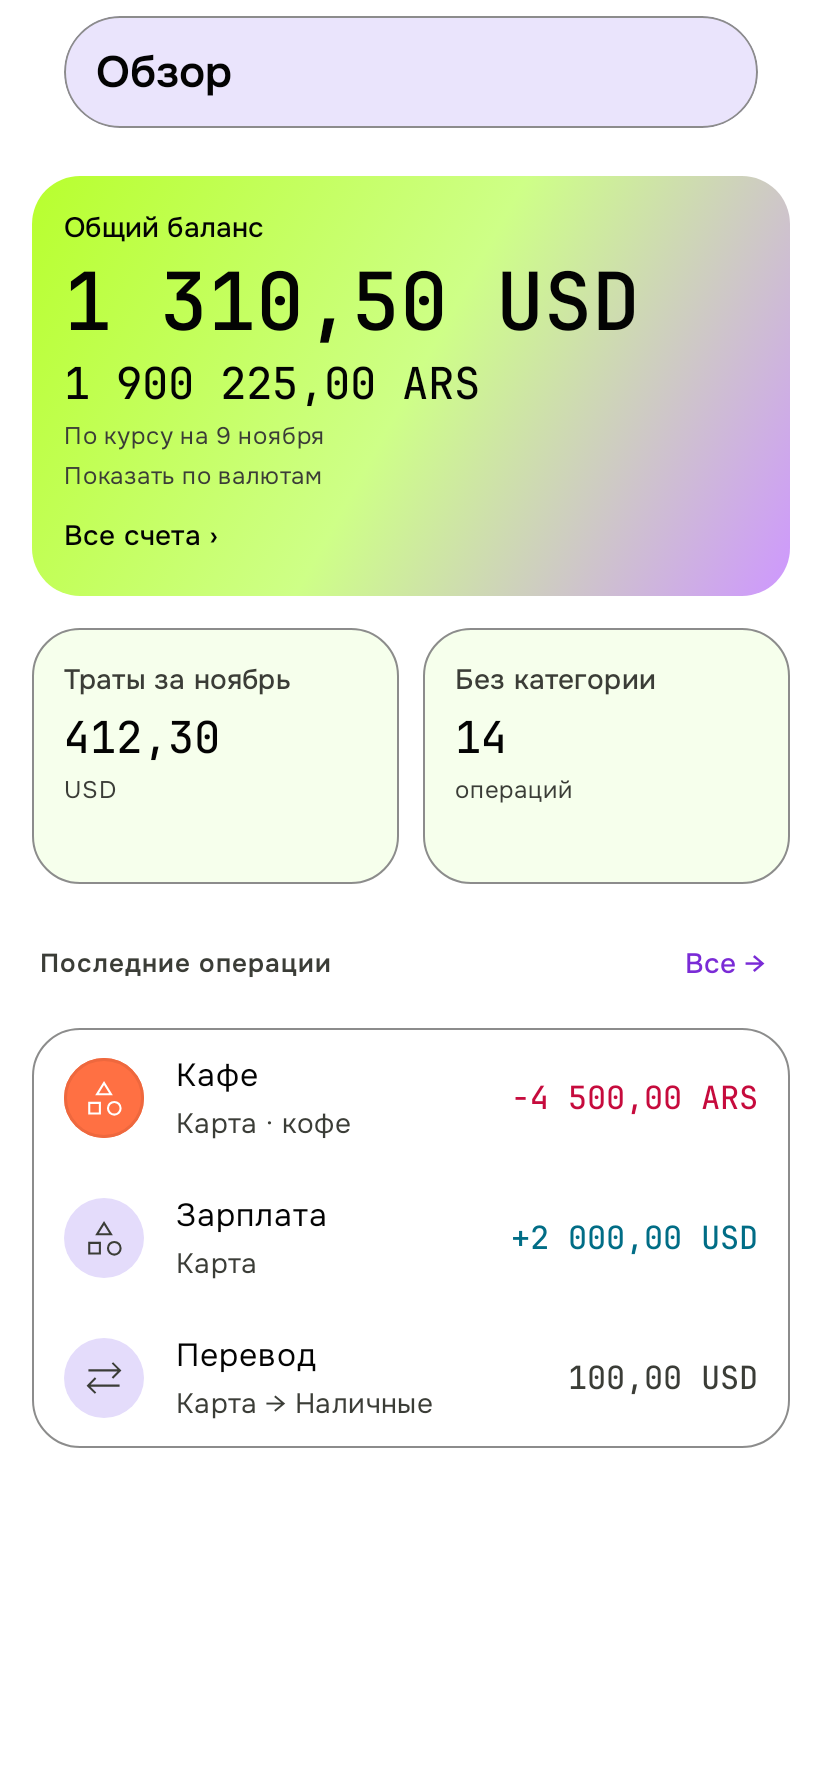 Обзор
Общий баланс
1 310,50 USD
1 900 225,00 ARS
По курсу на 9 ноября
Показать по валютам
Все счета ›
Траты за ноябрь
412,30
USD
Без категории
14
операций
Последние операции
Все →
Кафе
-4 500,00 ARS
Карта · кофе
Зарплата
+2 000,00 USD
Карта
Перевод
100,00 USD
Карта → Наличные